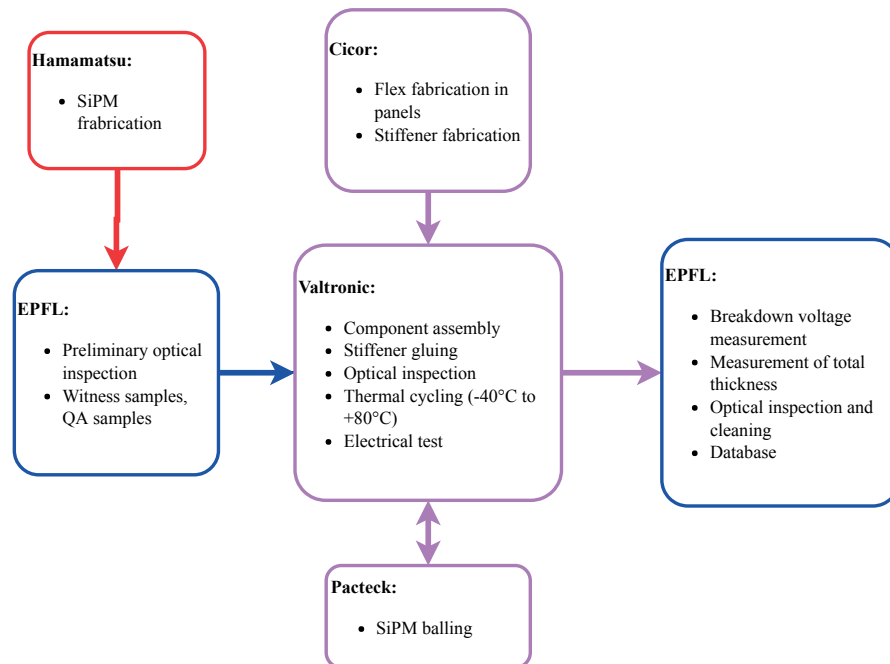 Hamamatsu:
• SiPM
frabrication
Cicor:
• Flex fabrication in
panels
• Stiffener fabrication
EPFL:
• Preliminary optical
inspection
• Witness samples,
QA samples
Valtronic:
• Component assembly
• Stiffener gluing
• Optical inspection
• Thermal cycling (-40°C to
+80°C)
• Electrical test
EPFL:
• Breakdown voltage
measurement
• Measurement of total
thickness
• Optical inspection and
cleaning
• Database
Pacteck:
• SiPM balling